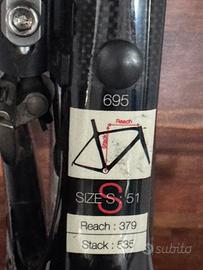 695
Reach
Stack
SIZE S : 51
S
Reach : 379
Stack : 535
subito